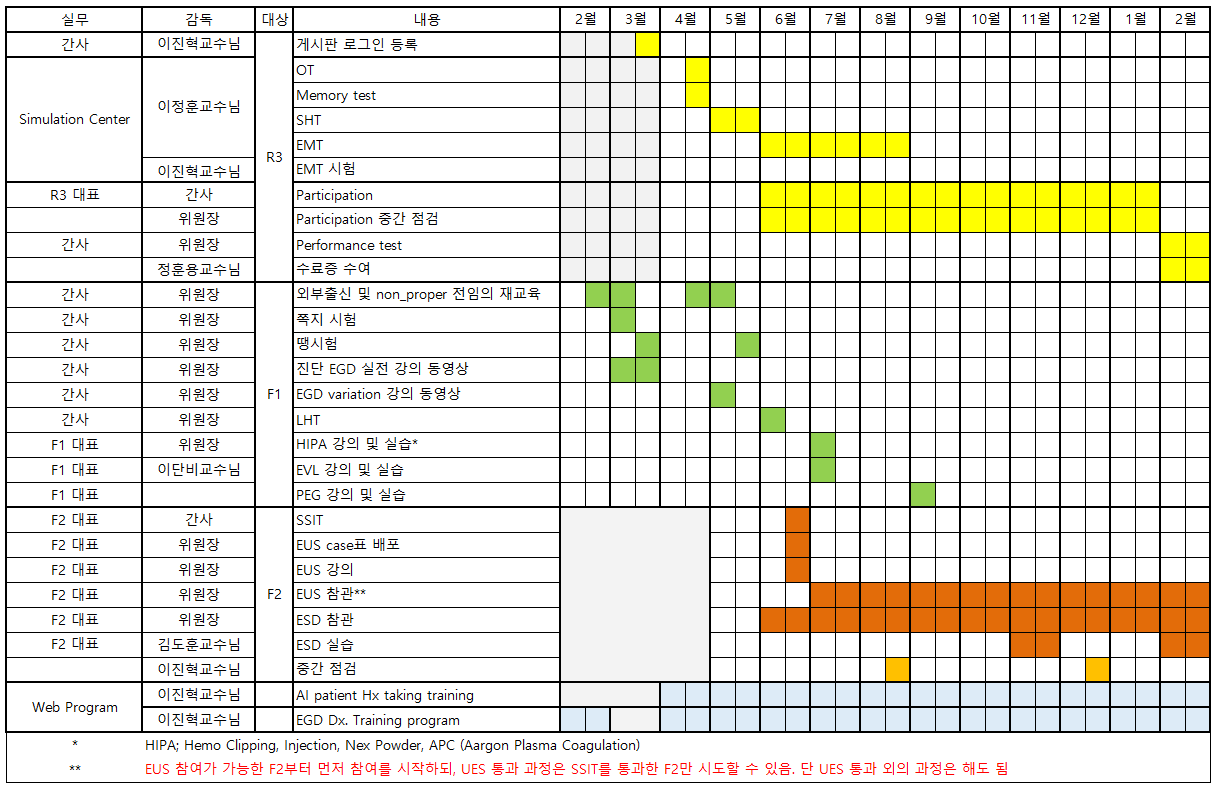 실무 감독 대상 내용 2월 3월 4월 5월 6월 7월 8월 9월 10월 11월 12월 1월 2월
간사 이진혁교수님 게시판 로그인 등록
OT
Memory test
이정훈교수님
Simulation Center SHT
EMT
R3
이진혁교수님 EMT 시험
R3 대표 간사 Participation
위원장 Participation 중간 점검
간사 위원장 Performance test
정훈용교수님 수료증 수여
간사 위원장 외부출신 및 non_proper 전임의 재교육
간사 위원장 쪽지 시험
간사 위원장 땡시험
간사 위원장 진단 EGD 실전 강의 동영상
간사 위원장 F1 EGD variation 강의 동영상
간사 위원장 LHT
F1 대표 위원장 HIPA 강의 및 실습*
F1 대표 이단비교수님 EVL 강의 및 실습
F1 대표 PEG 강의 및 실습
F2 대표 간사 SSIT
F2 대표 위원장 EUS case표 배포
F2 대표 위원장 EUS 강의
F2 대표 위원장 F2 EUS 참관**
F2 대표 위원장 ESD 참관
F2 대표 김도훈교수님 ESD 실습
이진혁교수님 중간 점검
이진혁교수님 AI patient Hx taking training
Web Program
이진혁교수님 EGD Dx. Training program
* HIPA; Hemo Clipping, Injection, Nex Powder, APC (Aargon Plasma Coagulation)
** EUS 참여가 가능한 F2부터 먼저 참여를 시작하되, UES 통과 과정은 SSIT를 통과한 F2만 시도할 수 있음. 단 UES 통과 외의 과정은 해도 됨